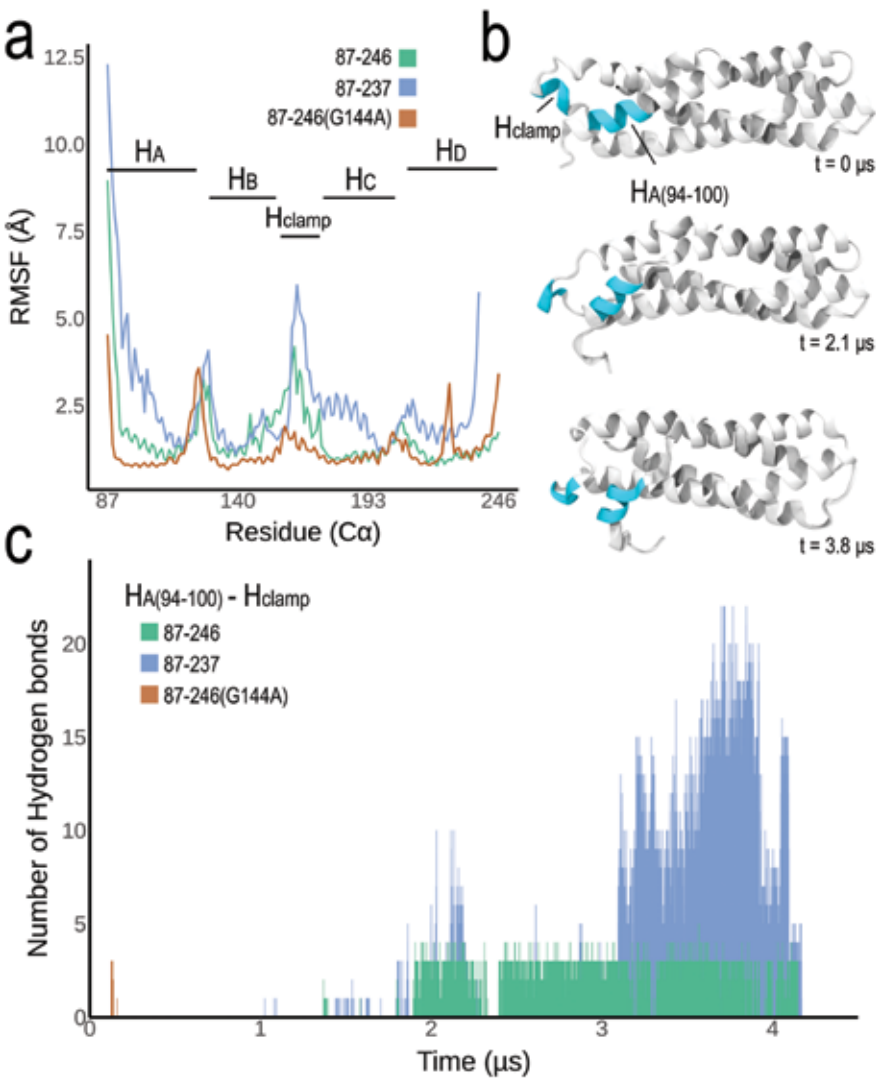 a
12.5
10.0
7.5
5.0
2.5
RMSF (Å)
87-246
87-237
87-246(G144A)
HA
HB
Hclamp
HC
HD
87
140
193
246
Residue (Cα)
b
Hclamp
HA(94-100)
t = 0 µs
t = 2.1 µs
t = 3.8 µs
c
HA(94-100) - Hclamp
87-246
87-237
87-246(G144A)
Number of Hydrogen bonds
20
15
10
5
0
0
1
2
3
4
Time (µs)